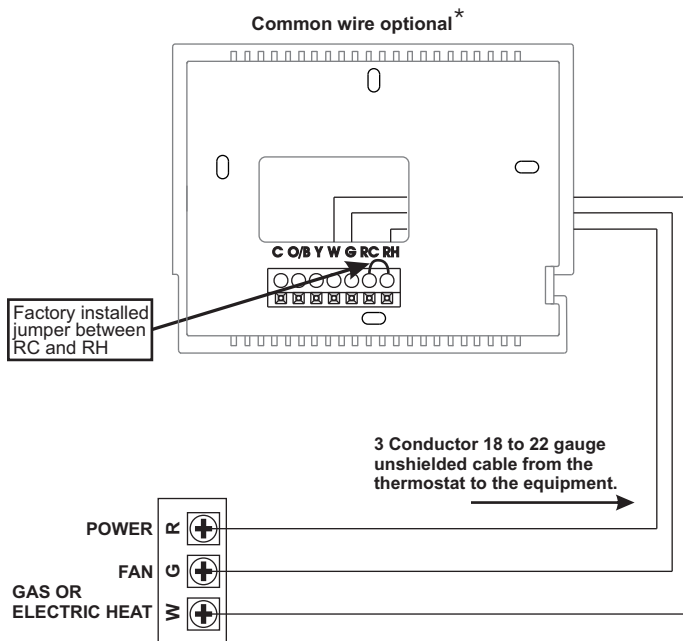 Common wire optional*
C O/B Y W G RC RH
Factory installed
jumper between
RC and RH
3 Conductor 18 to 22 gauge
unshielded cable from the
thermostat to the equipment.
POWER R
FAN G
GAS OR
ELECTRIC HEAT W